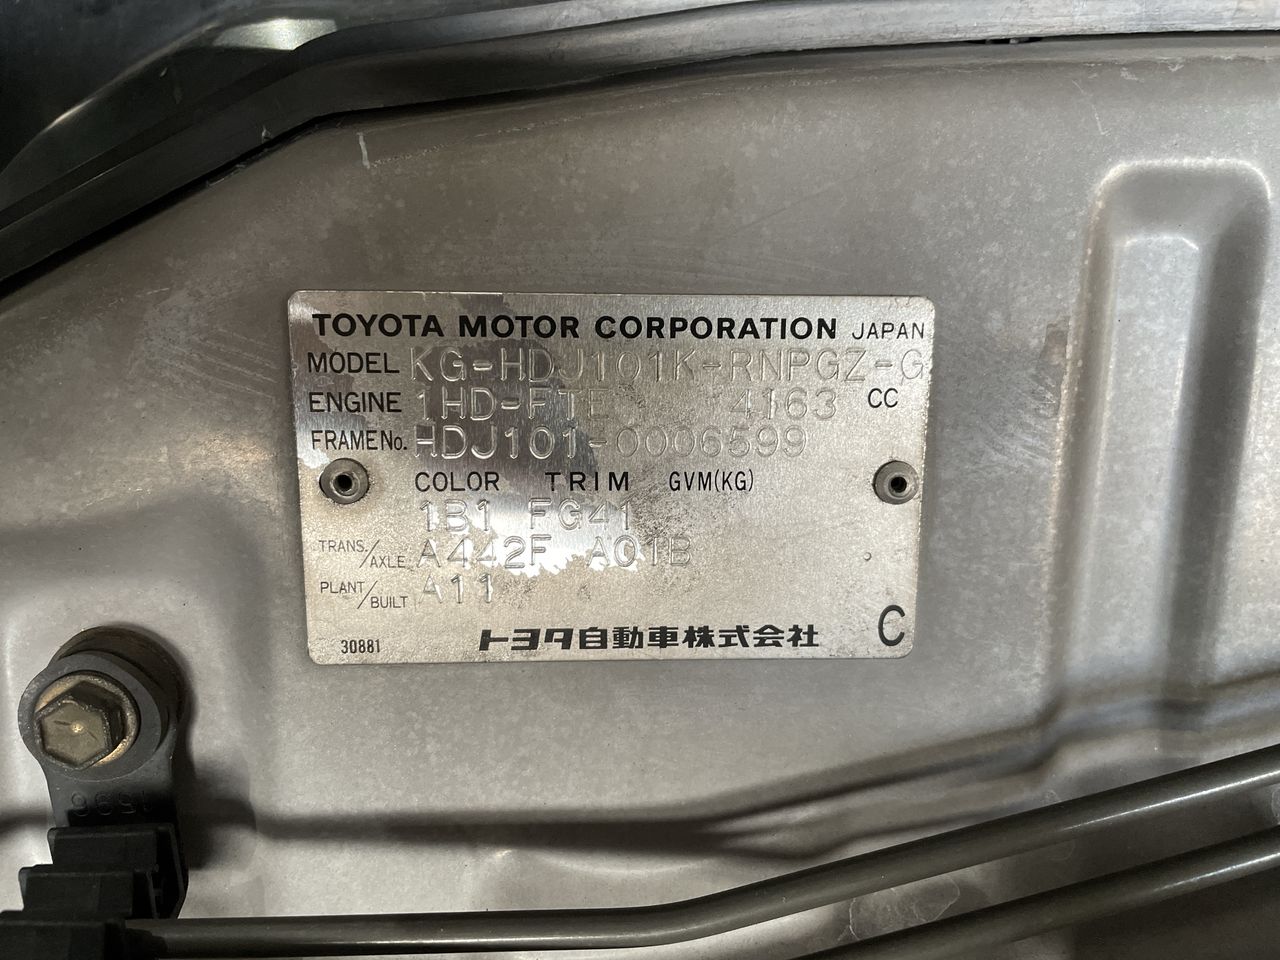 TOYOTA MOTOR CORPORATION JAPAN
MODEL KG-HDJ101K-RNPGZ-G
ENGINE 1HD-FTE 4163 CC
FRAME No. HDJ101-0006599
COLOR TRIM GVM(KG)
1B1 FG41
TRANS./AXLE A442F A01B
PLANT/BUILT A11
30881 トヨタ自動車株式会社 C
1596